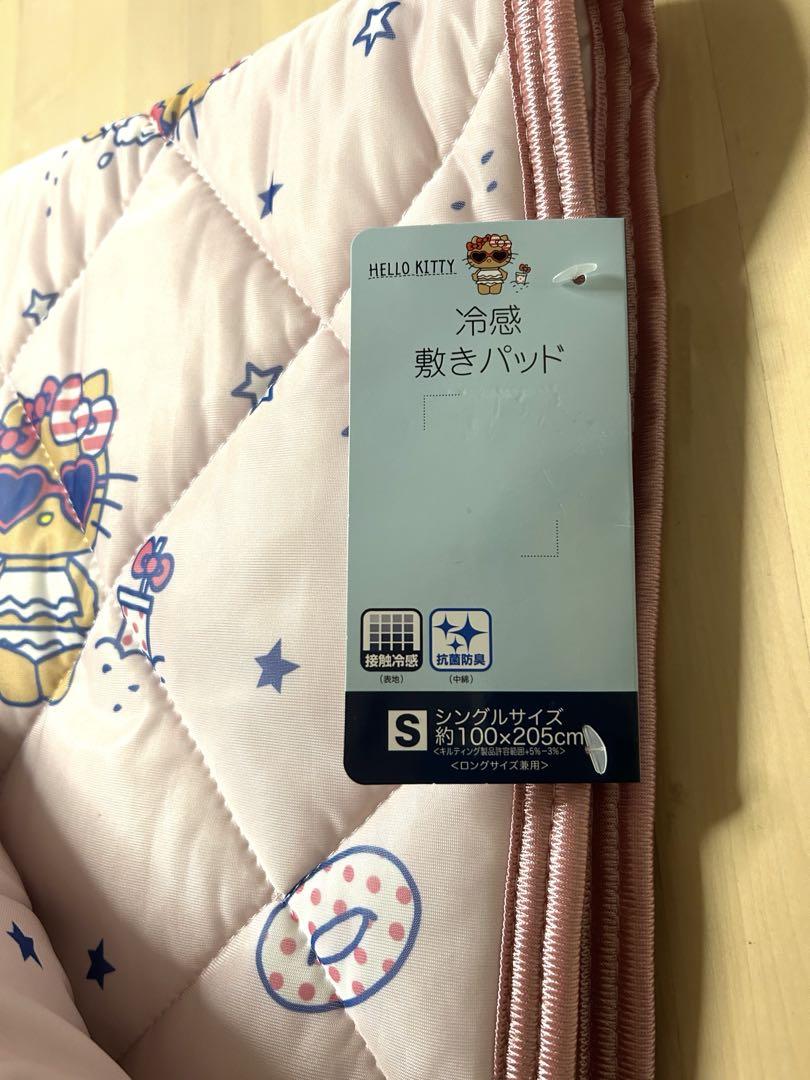 HELLO KITTY
冷感
敷きパッド
接触冷感
(表地)
抗菌防臭
(中綿)
S シングルサイズ
約100×205cm
<キルティング製品許容範囲+5%−3%>
<ロングサイズ兼用>